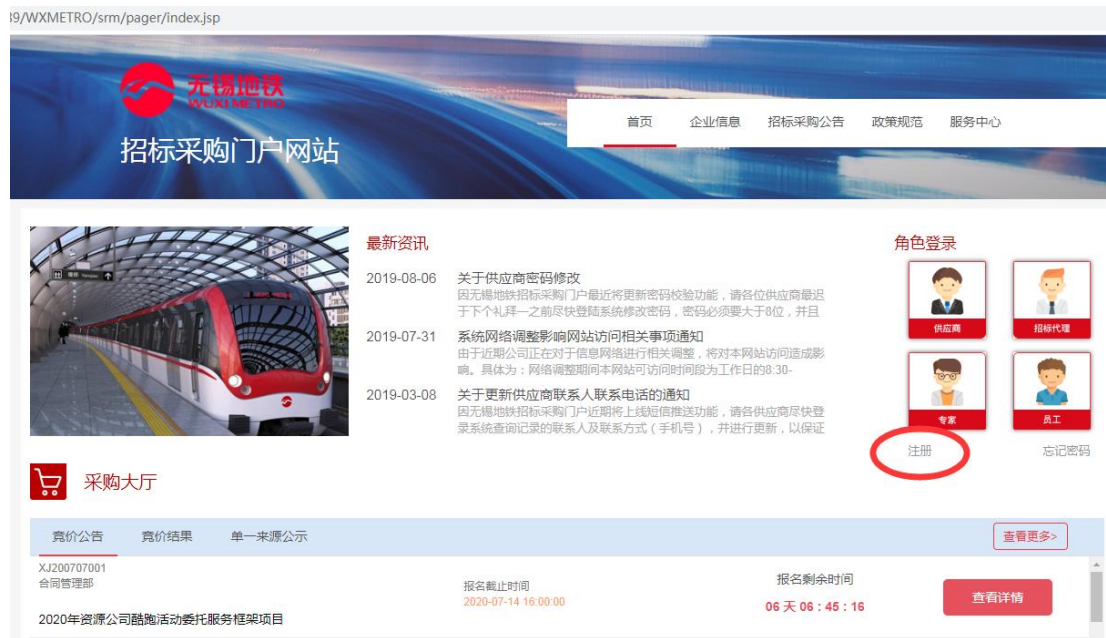 39/WXMETRO/srm/pager/index.jsp
无锡地铁
WUXI METRO
招标采购门户网站
首页 企业信息 招标采购公告 政策规范 服务中心
最新资讯
2019-08-06 关于供应商密码修改
因无锡地铁招标采购门户最近将更新密码校验功能，请各位供应商最迟
于下个礼拜一之前尽快登陆系统修改密码，密码必须要大于8位，并且
2019-07-31 系统网络调整影响网站访问相关事项通知
由于近期公司正在对于信息网络进行相关调整，将对本网站访问造成影
响。具体为：网络调整期间本网站可访问时间段为工作日的8:30-
2019-03-08 关于更新供应商联系人联系电话的通知
因无锡地铁招标采购门户近期将上线短信推送功能，请各供应商尽快登
录系统查询记录的联系人及联系方式（手机号），并进行更新，以保证
角色登录
供应商 招标代理
专家 员工
注册 忘记密码
采购大厅
竞价公告 竞价结果 单一来源公示 查看更多>
XJ200707001
合同管理部
2020年资源公司酷跑活动委托服务框架项目
报名截止时间
2020-07-14 16:00:00
报名剩余时间
06 天 06 : 45 : 16
查看详情